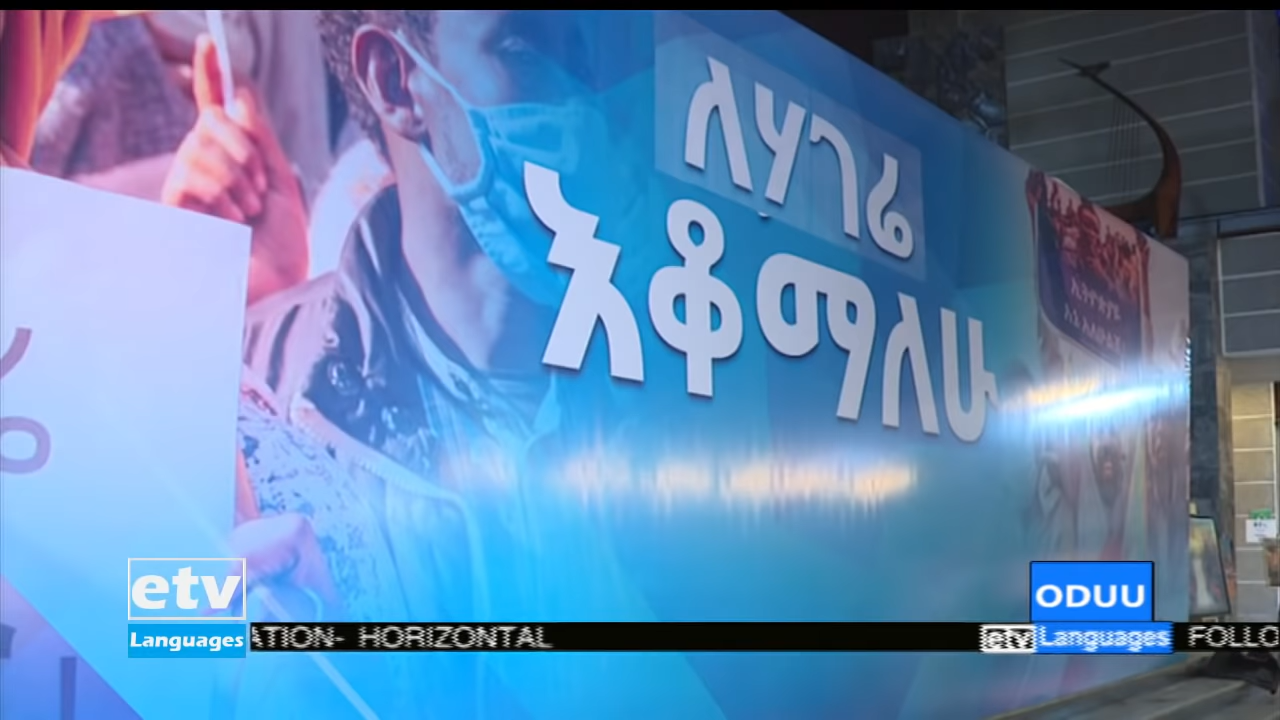 ለሃገሬ
እቆማለሁ
etv
Languages
ODUU
ATION- HORIZONTAL
etv Languages FOLLO